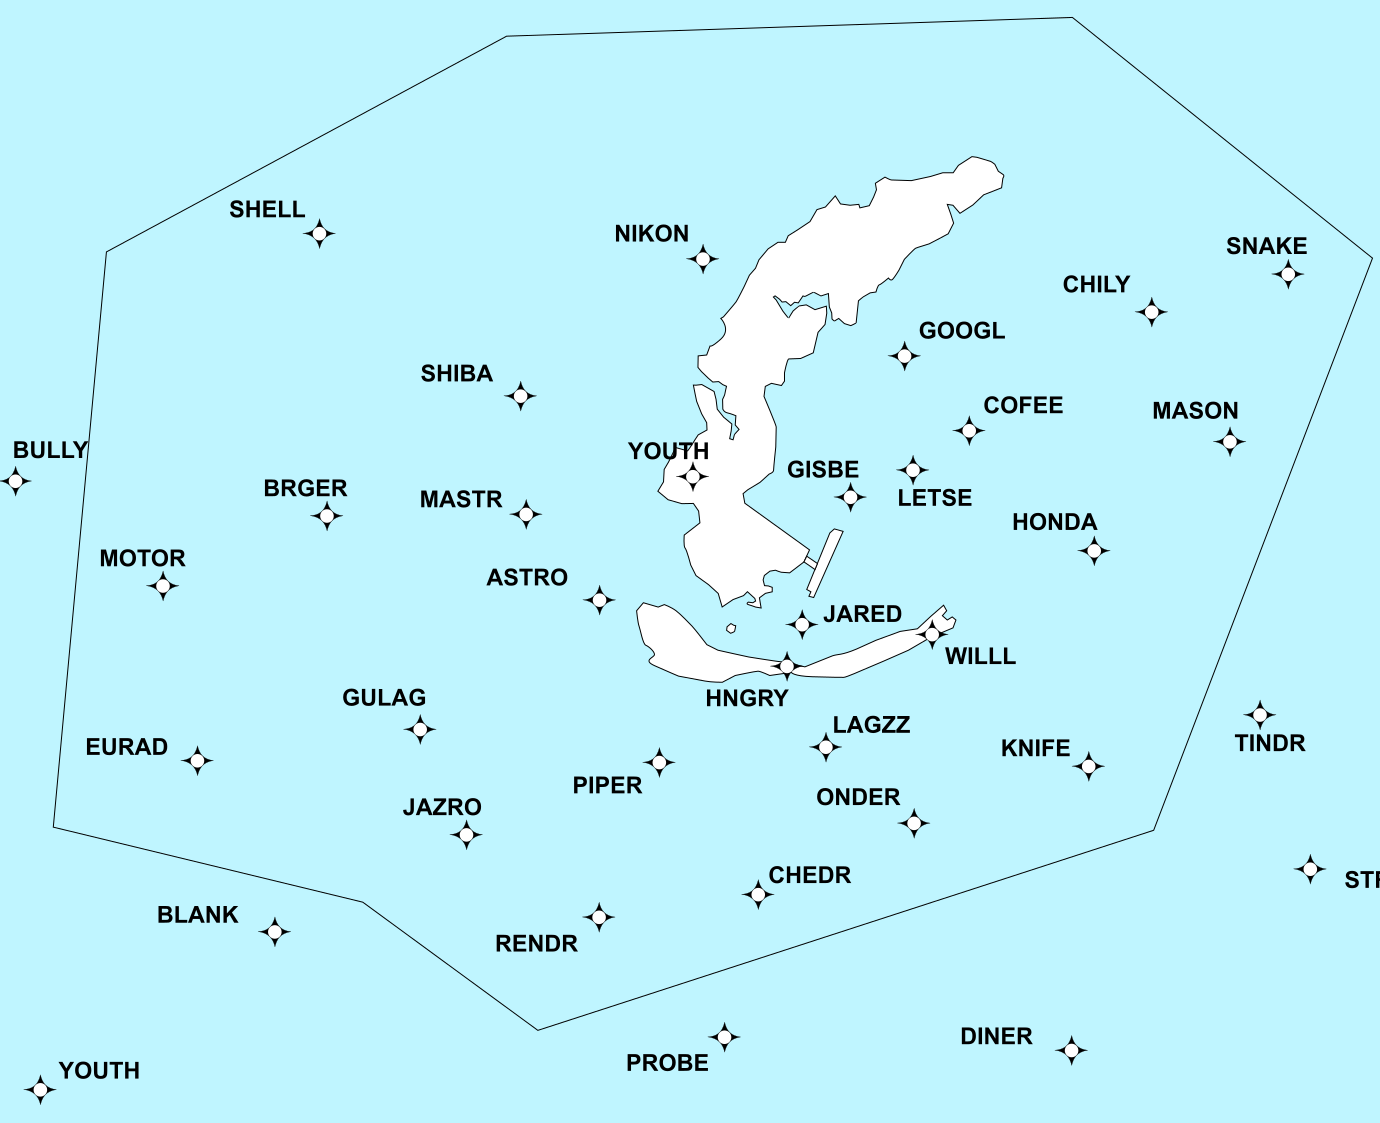 SHELL
NIKON
SNAKE
CHILY
GOOGL
SHIBA
COFEE
MASON
BULLY
YOUTH
GISBE
BRGER
MASTR
LETSE
HONDA
MOTOR
ASTRO
JARED
WILLL
GULAG
HNGRY
LAGZZ
TINDR
EURAD
KNIFE
PIPER
ONDER
JAZRO
CHEDR
BLANK
RENDR
DINER
PROBE
YOUTH